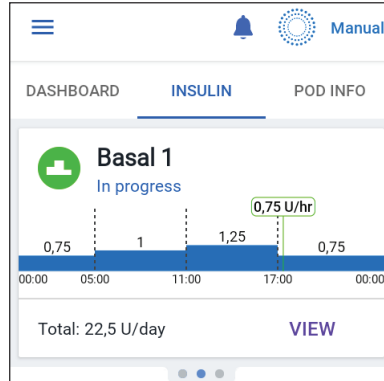 Manual
DASHBOARD INSULIN POD INFO
Basal 1
In progress
0,75 U/hr
0,75 1 1,25 0,75
00:00 05:00 11:00 17:00 00:00
Total: 22,5 U/day VIEW